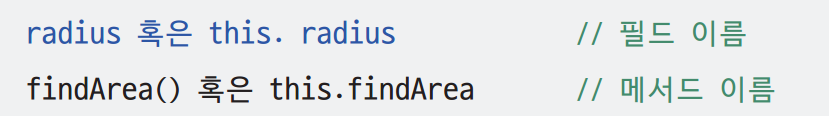 radius 혹은 this. radius // 필드 이름
findArea() 혹은 this.findArea // 메서드 이름